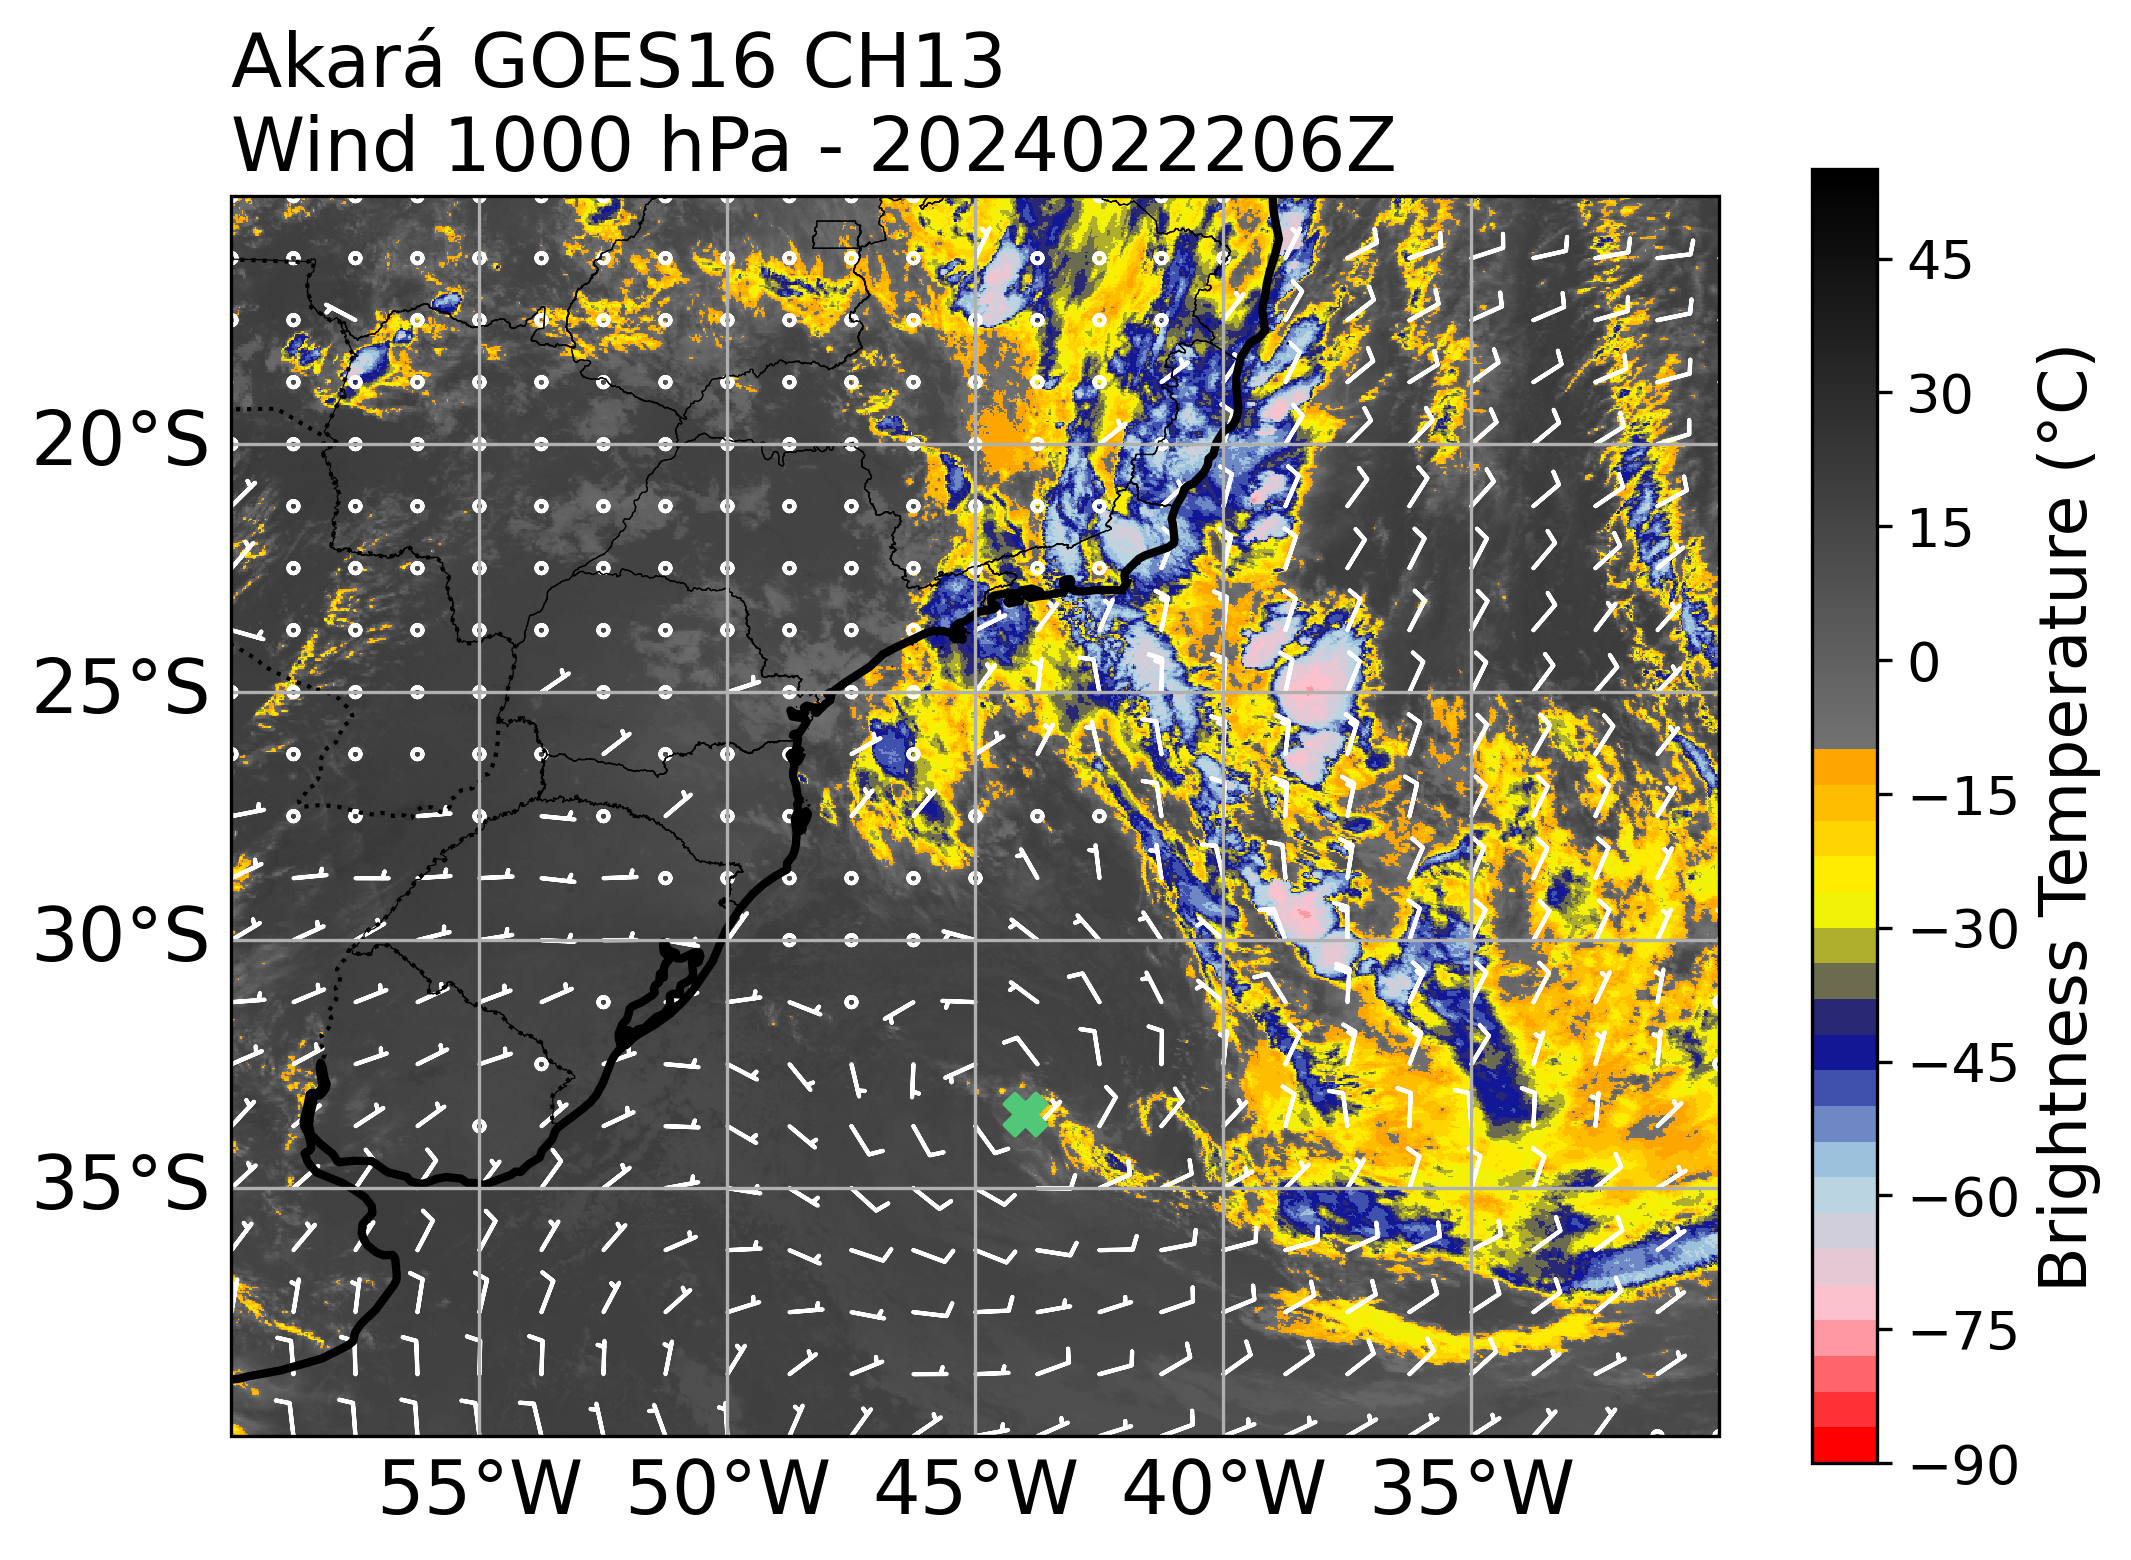 Akará GOES16 CH13
Wind 1000 hPa - 2024022206Z
20°S
25°S
30°S
35°S
55°W 50°W 45°W 40°W 35°W
45
30
15
0
−15
−30
−45
−60
−75
−90
Brightness Temperature (°C)